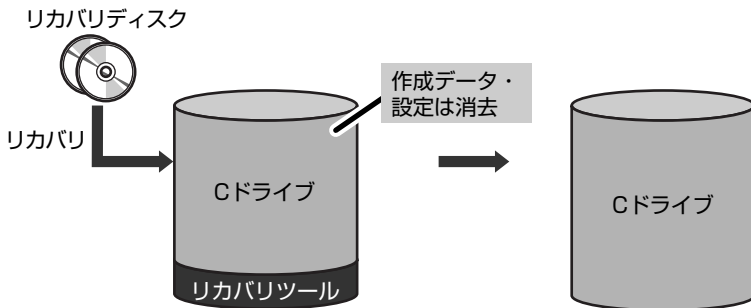 リカバリディスク
作成データ・
設定は消去
リカバリ
Cドライブ
Cドライブ
リカバリツール